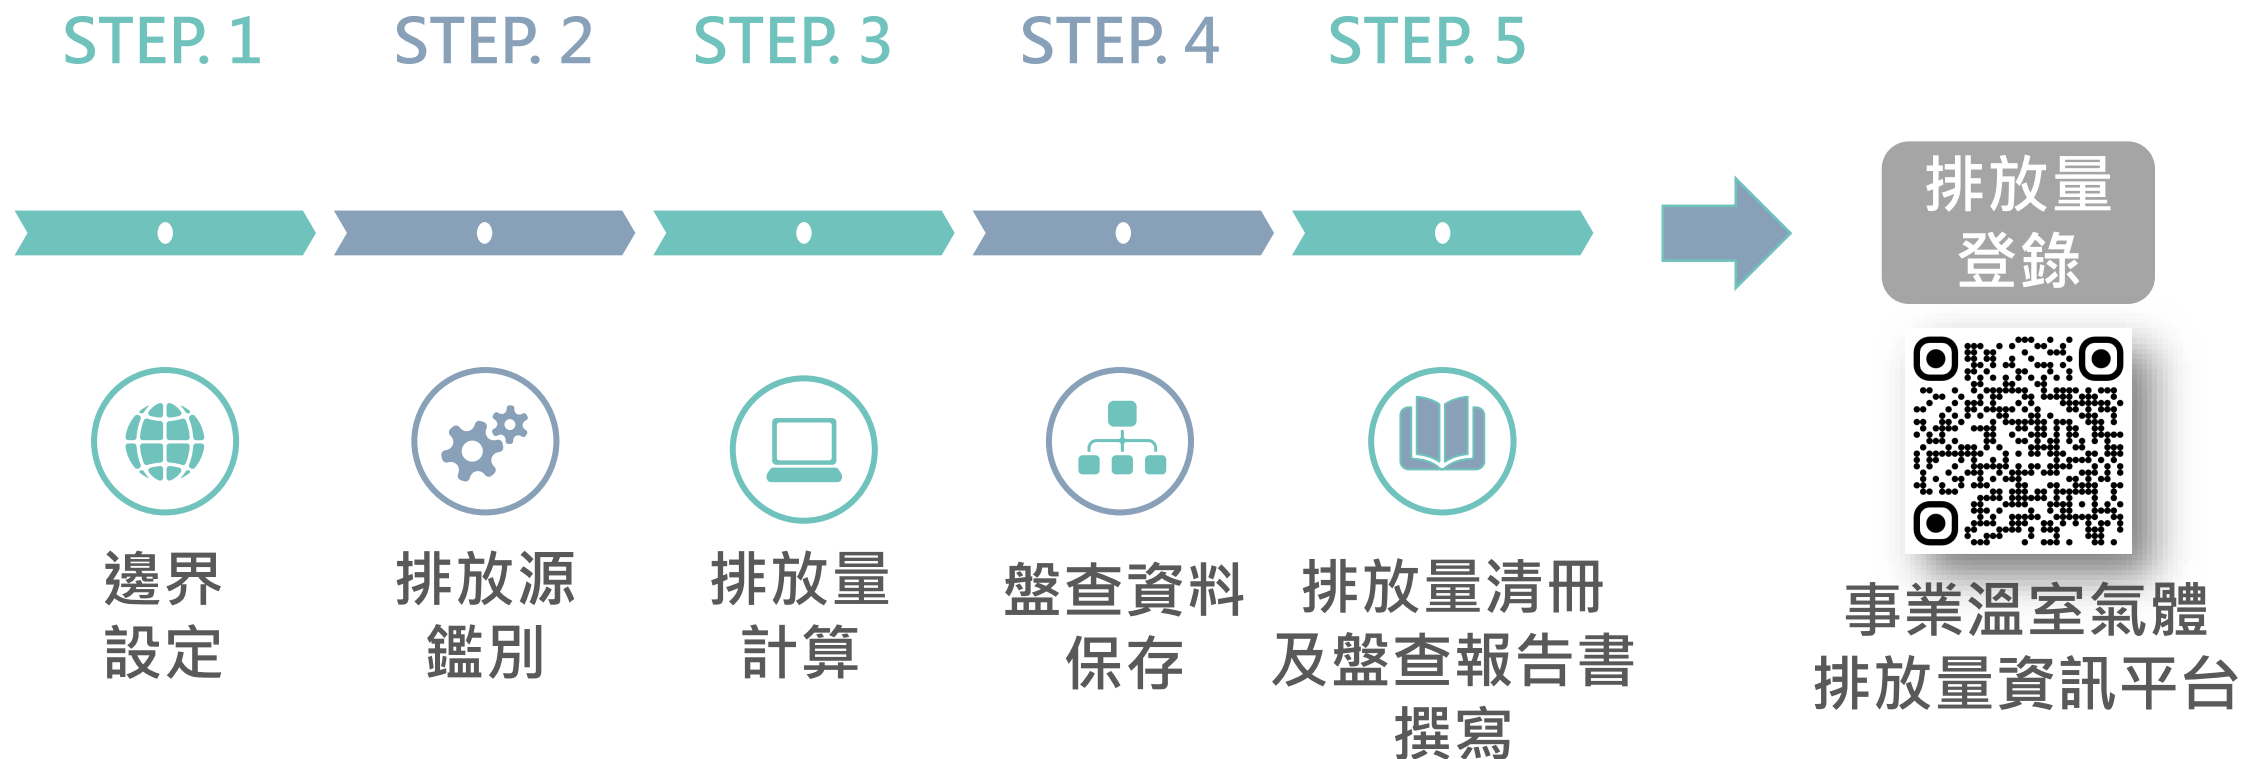 STEP. 1
STEP. 2
STEP. 3
STEP. 4
STEP. 5
邊界
設定
排放源
鑑別
排放量
計算
盤查資料
保存
排放量清冊
及盤查報告書
撰寫
排放量
登錄
事業溫室氣體
排放量資訊平台